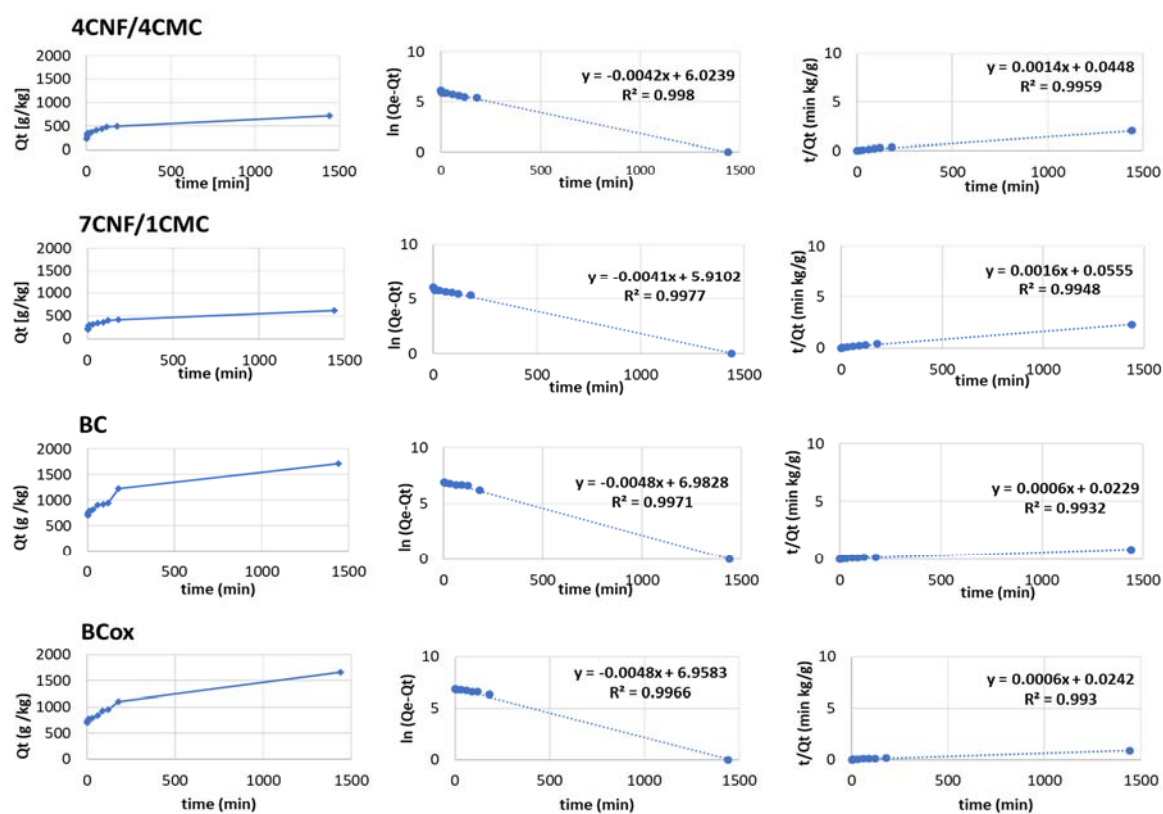 4CNF/4CMC
Qt [g/kg]
2000
1500
1000
500
0
0
500
1000
1500
time [min]
ln (Qe-Qt)
10
5
0
y = -0.0042x + 6.0239
R² = 0.998
0
500
1000
1500
time (min)
t/Qt (min kg/g)
10
5
0
y = 0.0014x + 0.0448
R² = 0.9959
0
500
1000
1500
time (min)
7CNF/1CMC
Qt [g/kg]
2000
1500
1000
500
0
0
500
1000
1500
time (min)
ln (Qe-Qt)
10
5
0
y = -0.0041x + 5.9102
R² = 0.9977
0
500
1000
1500
time (min)
t/Qt (min kg/g)
10
5
0
y = 0.0016x + 0.0555
R² = 0.9948
0
500
1000
1500
time (min)
BC
Qt (g /kg)
2000
1500
1000
500
0
0
500
1000
1500
time (min)
ln (Qe-Qt)
10
5
0
y = -0.0048x + 6.9828
R² = 0.9971
0
500
1000
1500
time (min)
t/Qt (min kg/g)
10
5
0
y = 0.0006x + 0.0229
R² = 0.9932
0
500
1000
1500
time (min)
BCox
Qt (g /kg)
2000
1500
1000
500
0
0
500
1000
1500
time (min)
ln (Qe-Qt)
10
5
0
y = -0.0048x + 6.9583
R² = 0.9966
0
500
1000
1500
time (min)
t/Qt (min kg/g)
10
5
0
y = 0.0006x + 0.0242
R² = 0.993
0
500
1000
1500
time (min)